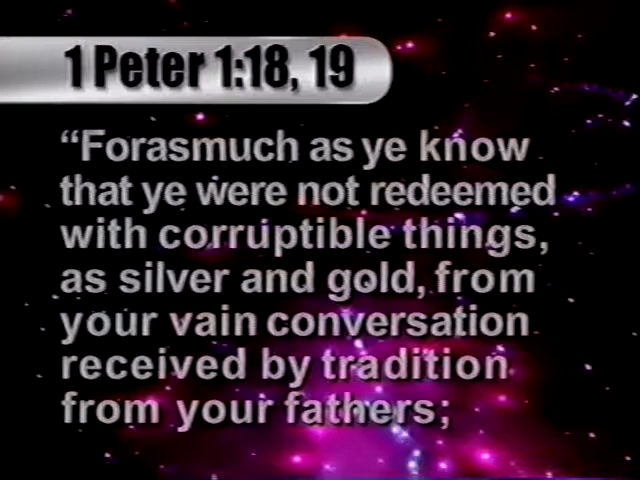 1 Peter 1:18, 19
“Forasmuch as ye know
that ye were not redeemed
with corruptible things,
as silver and gold, from
your vain conversation
received by tradition
from your fathers;